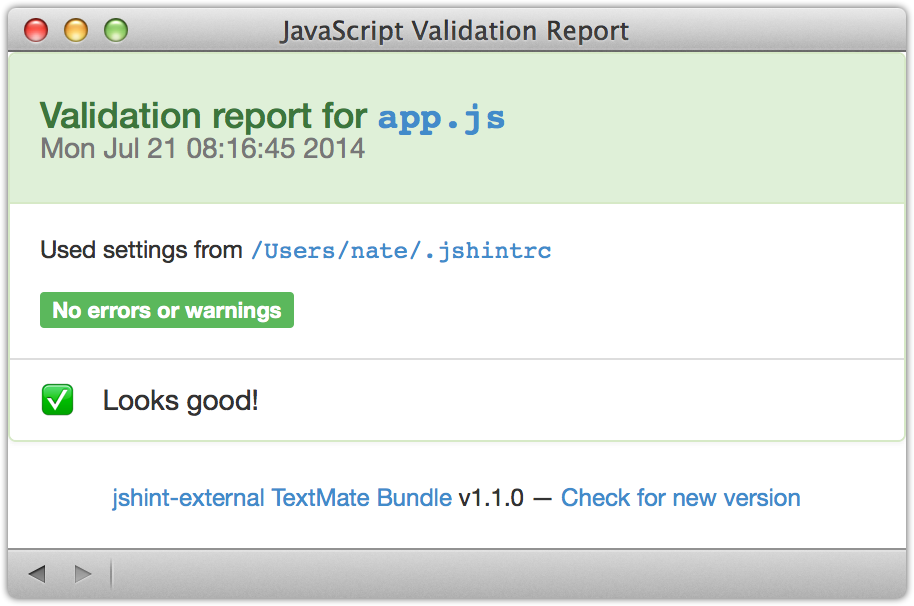 JavaScript Validation Report
Validation report for app.js
Mon Jul 21 08:16:45 2014
Used settings from /Users/nate/.jshintrc
No errors or warnings
Looks good!
jshint-external TextMate Bundle v1.1.0 — Check for new version